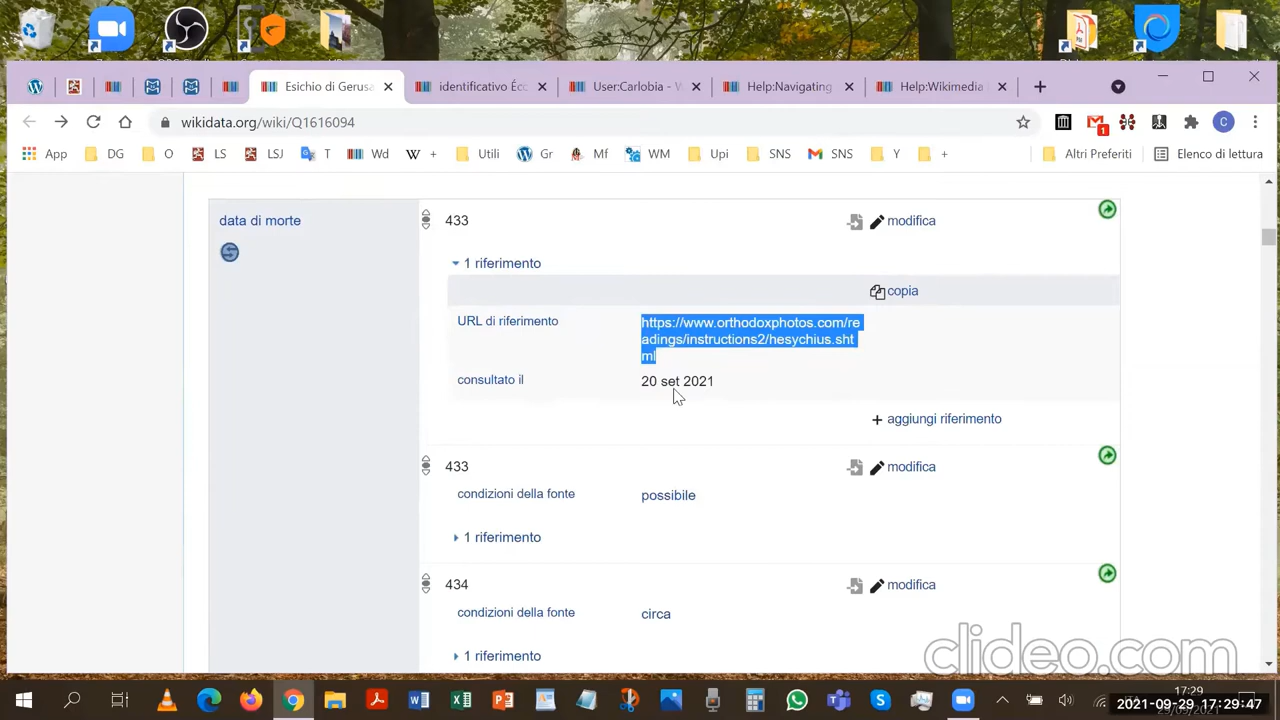 Esichio di Gerusa
identificativo Ecc
User:Carlobia - W
Help:Navigating
Help:Wikimedia
wikidata.org/wiki/Q1616094
1
C
App
DG
O
LS
LSJ
T
Wd
W
+
Utili
Gr
Mf
WM
Upi
SNS
SNS
Y
+
Altri Preferiti
Elenco di lettura
data di morte
433
modifica
1 riferimento
copia
URL di riferimento
https://www.orthodoxphotos.com/re
adings/instructions2/hesychius.sht
ml
consultato il
20 set 2021
aggiungi riferimento
433
modifica
condizioni della fonte
possibile
1 riferimento
434
modifica
condizioni della fonte
circa
1 riferimento
clideo.com
17:29
2021-09-29 17:29:47